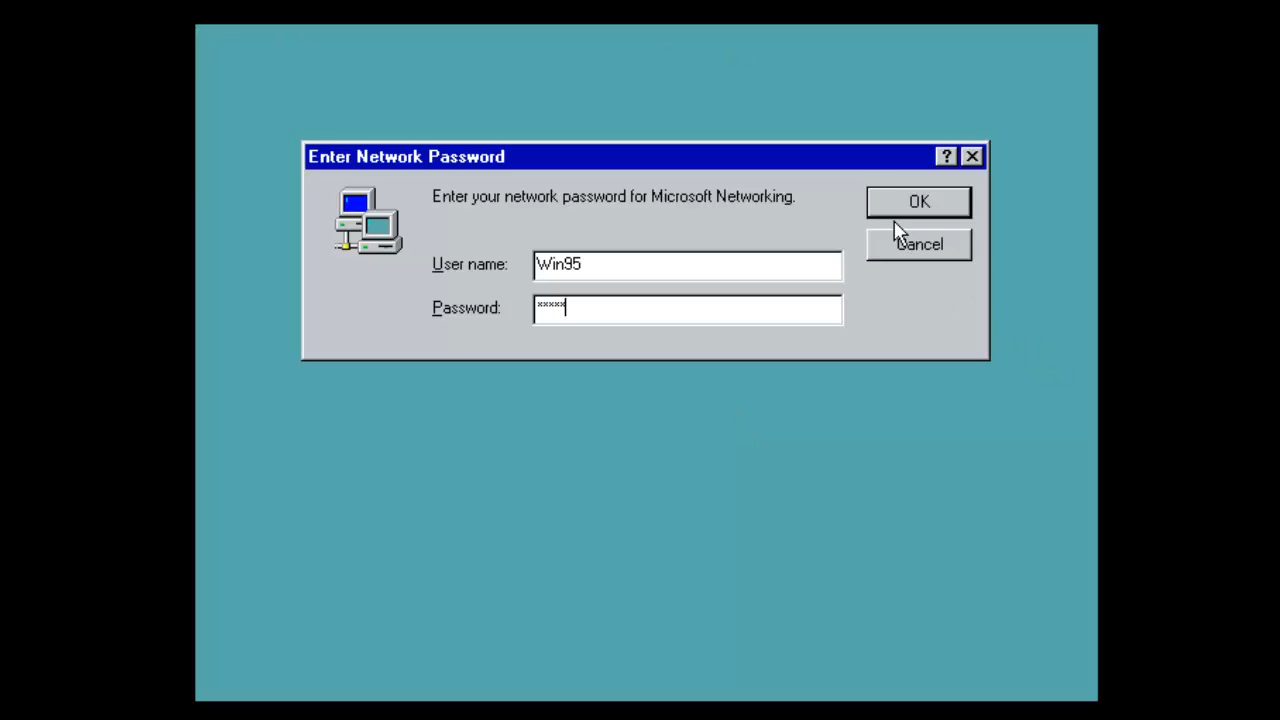 Enter Network Password
Enter your network password for Microsoft Networking.
OK
Cancel
User name: Win95
Password: *****